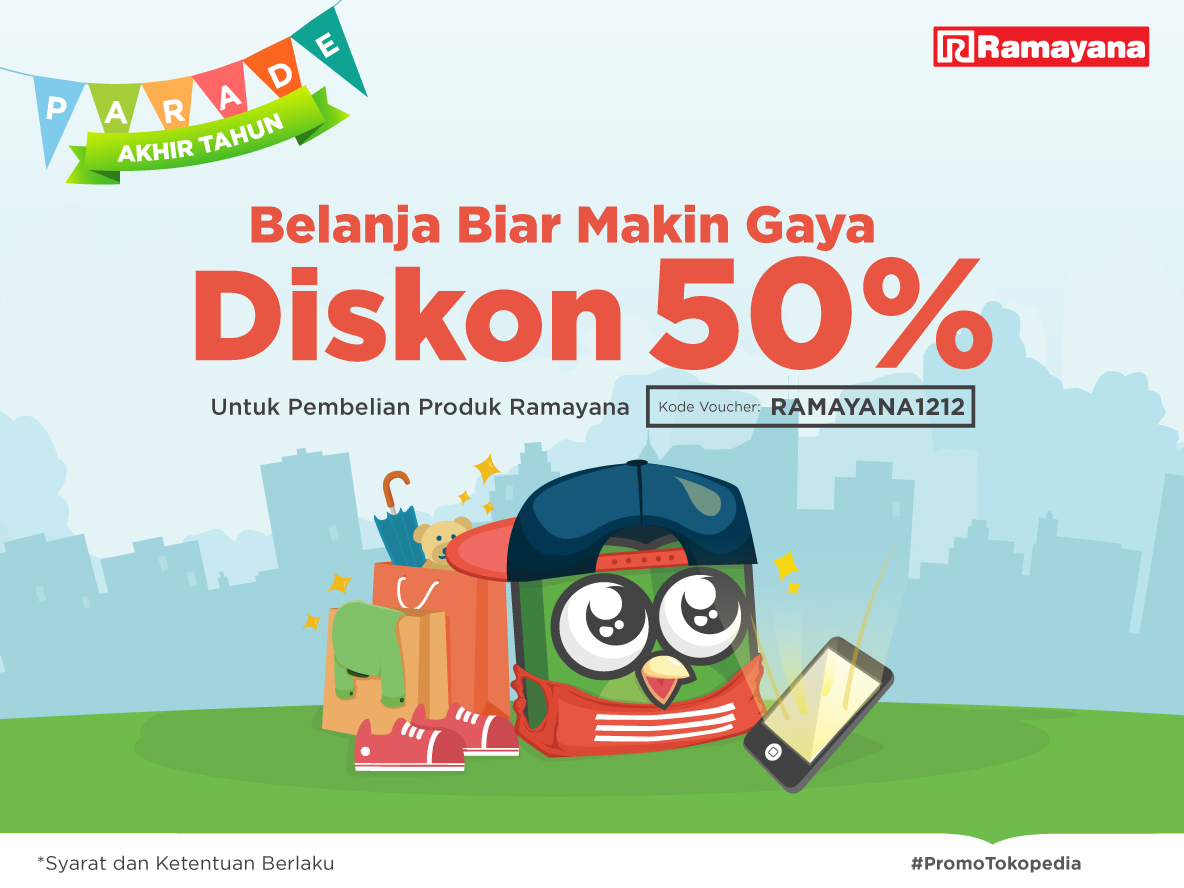 PARADE
AKHIR TAHUN
Ramayana
Belanja Biar Makin Gaya
Diskon 50%
Untuk Pembelian Produk Ramayana
Kode Voucher: RAMAYANA1212
*Syarat dan Ketentuan Berlaku
#PromoTokopedia